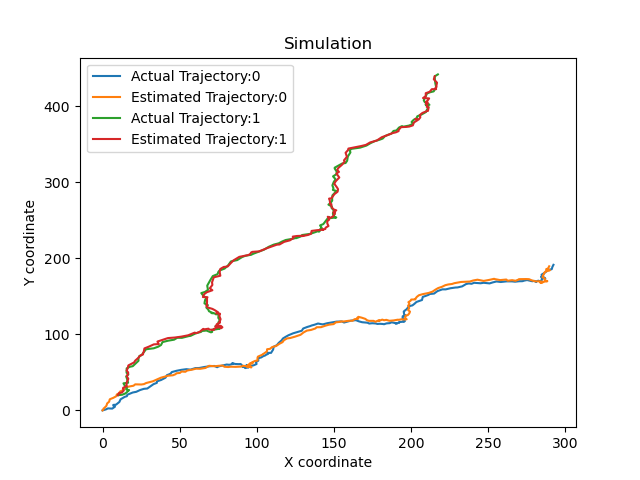 Simulation
Actual Trajectory:0
Estimated Trajectory:0
Actual Trajectory:1
Estimated Trajectory:1
400
300
200
100
0
Y coordinate
0 50 100 150 200 250 300
X coordinate